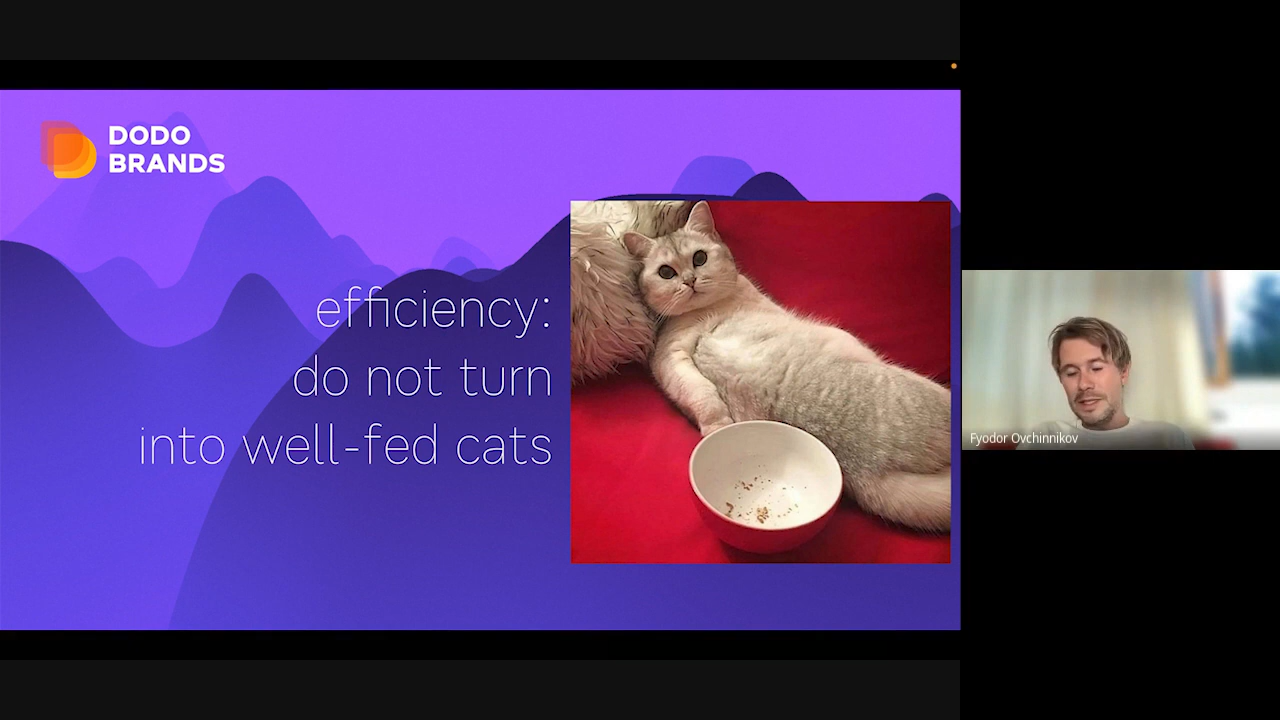 DODO
BRANDS
efficiency:
do not turn
into well-fed cats
Fyodor Ovchinnikov